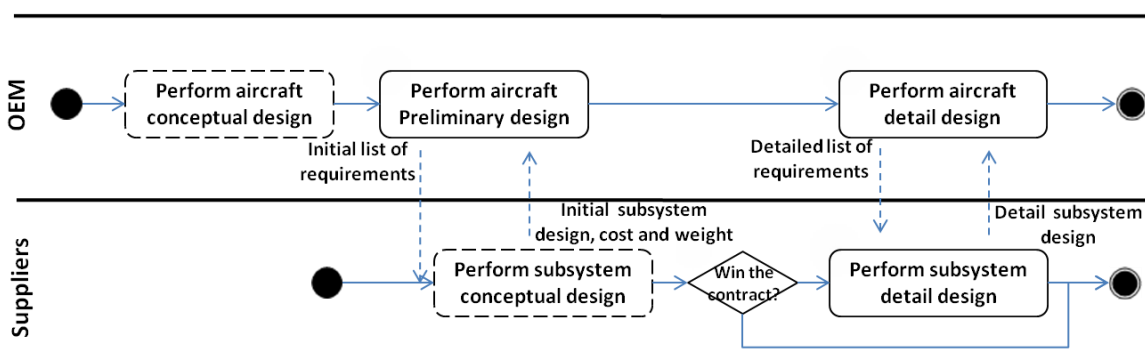 OEM
Perform aircraft
conceptual design
Perform aircraft
Preliminary design
Perform aircraft
detail design
Initial list of
requirements
Detailed list of
requirements
Suppliers
Initial subsystem
design, cost and weight
Detail subsystem
design
Perform subsystem
conceptual design
Win the
contract?
Perform subsystem
detail design